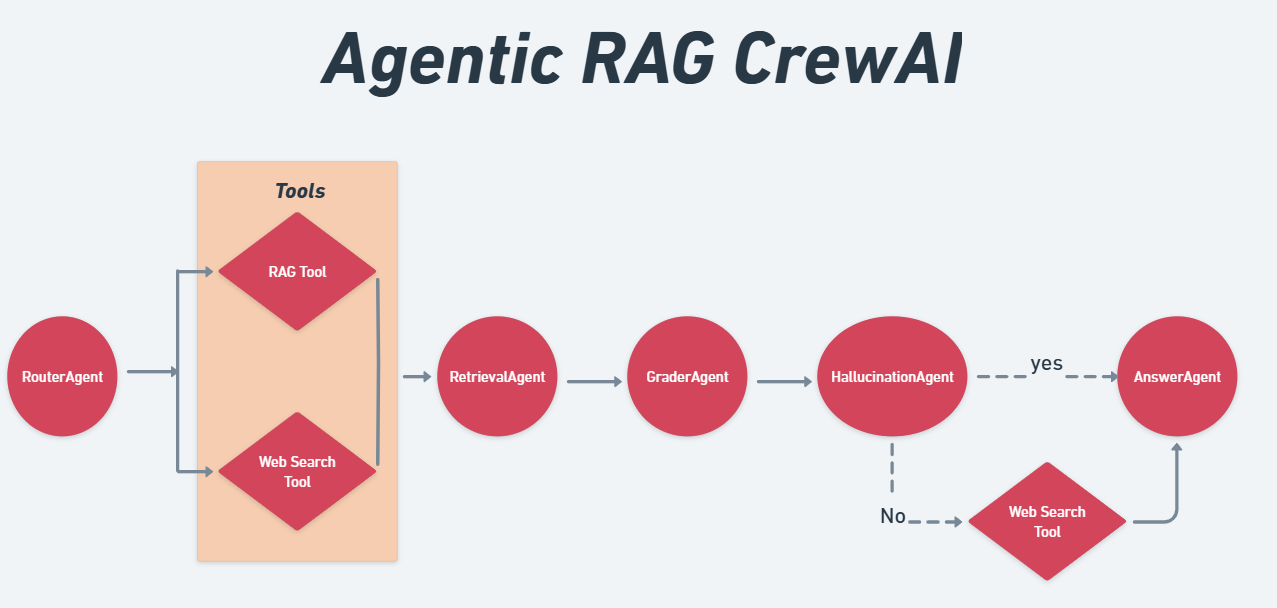 Agentic RAG CrewAI
Tools
RAG Tool
RouterAgent
RetrievalAgent
GraderAgent
HallucinationAgent
yes
AnswerAgent
Web Search
Tool
No
Web Search
Tool